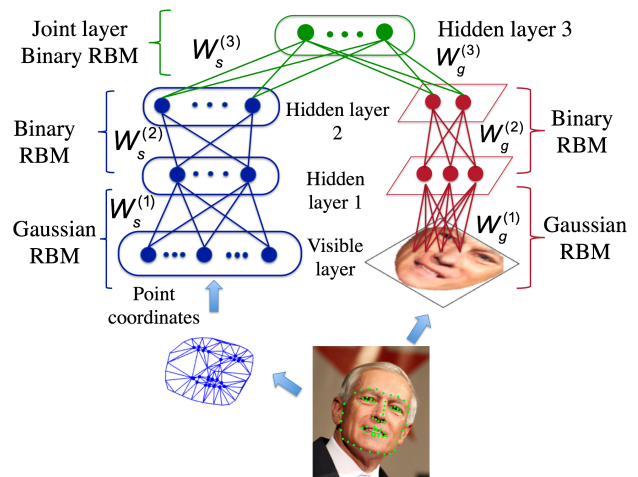 Joint layer
Binary RBM
W_s^(3)
Hidden layer 3
W_g^(3)
Binary
RBM
W_s^(2)
Hidden layer
2
W_g^(2)
Binary
RBM
Hidden
layer 1
Gaussian
RBM
W_s^(1)
Visible
layer
W_g^(1)
Gaussian
RBM
Point
coordinates